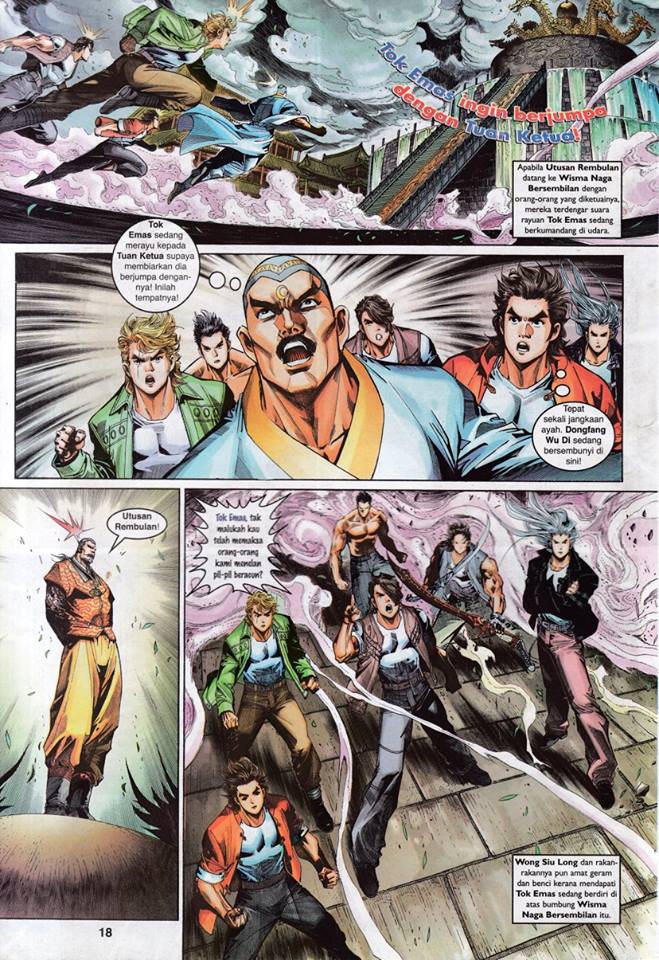 Tok Emas ingin berjumpa
dengan Tuan Ketua!
Apabila Utusan Rembulan
datang ke Wisma Naga
Bersembilan dengan
orang-orang yang diketuainya,
mereka terdengar suara
rayuan Tok Emas sedang
berkumandang di udara.
Tok
Emas sedang
merayu kepada
Tuan Ketua supaya
membiarkan dia
berjumpa dengan-
nya! Inilah
tempatnya!
Tepat
sekali jangkaan
ayah. Dongfang
Wu Di sedang
bersembunyi di
sini!
Utusan
Rembulan!
Tok Emas, tak
malukah kau
telah memaksa
orang-orang
kami menelan
pil-pil beracun?
Wong Siu Long dan rakan-
rakannya pun amat geram
dan benci kerana mendapati
Tok Emas sedang berdiri di
atas bumbung Wisma
Naga Bersembilan itu.
18